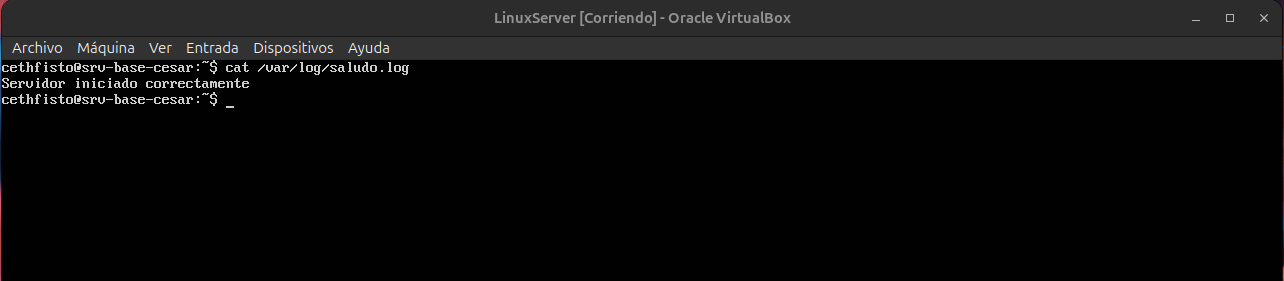 LinuxServer [Corriendo] - Oracle VirtualBox
Archivo Máquina Ver Entrada Dispositivos Ayuda
cethfisto@srv-base-cesar:~$ cat /var/log/saludo.log
Servidor iniciado correctamente
cethfisto@srv-base-cesar:~$ _